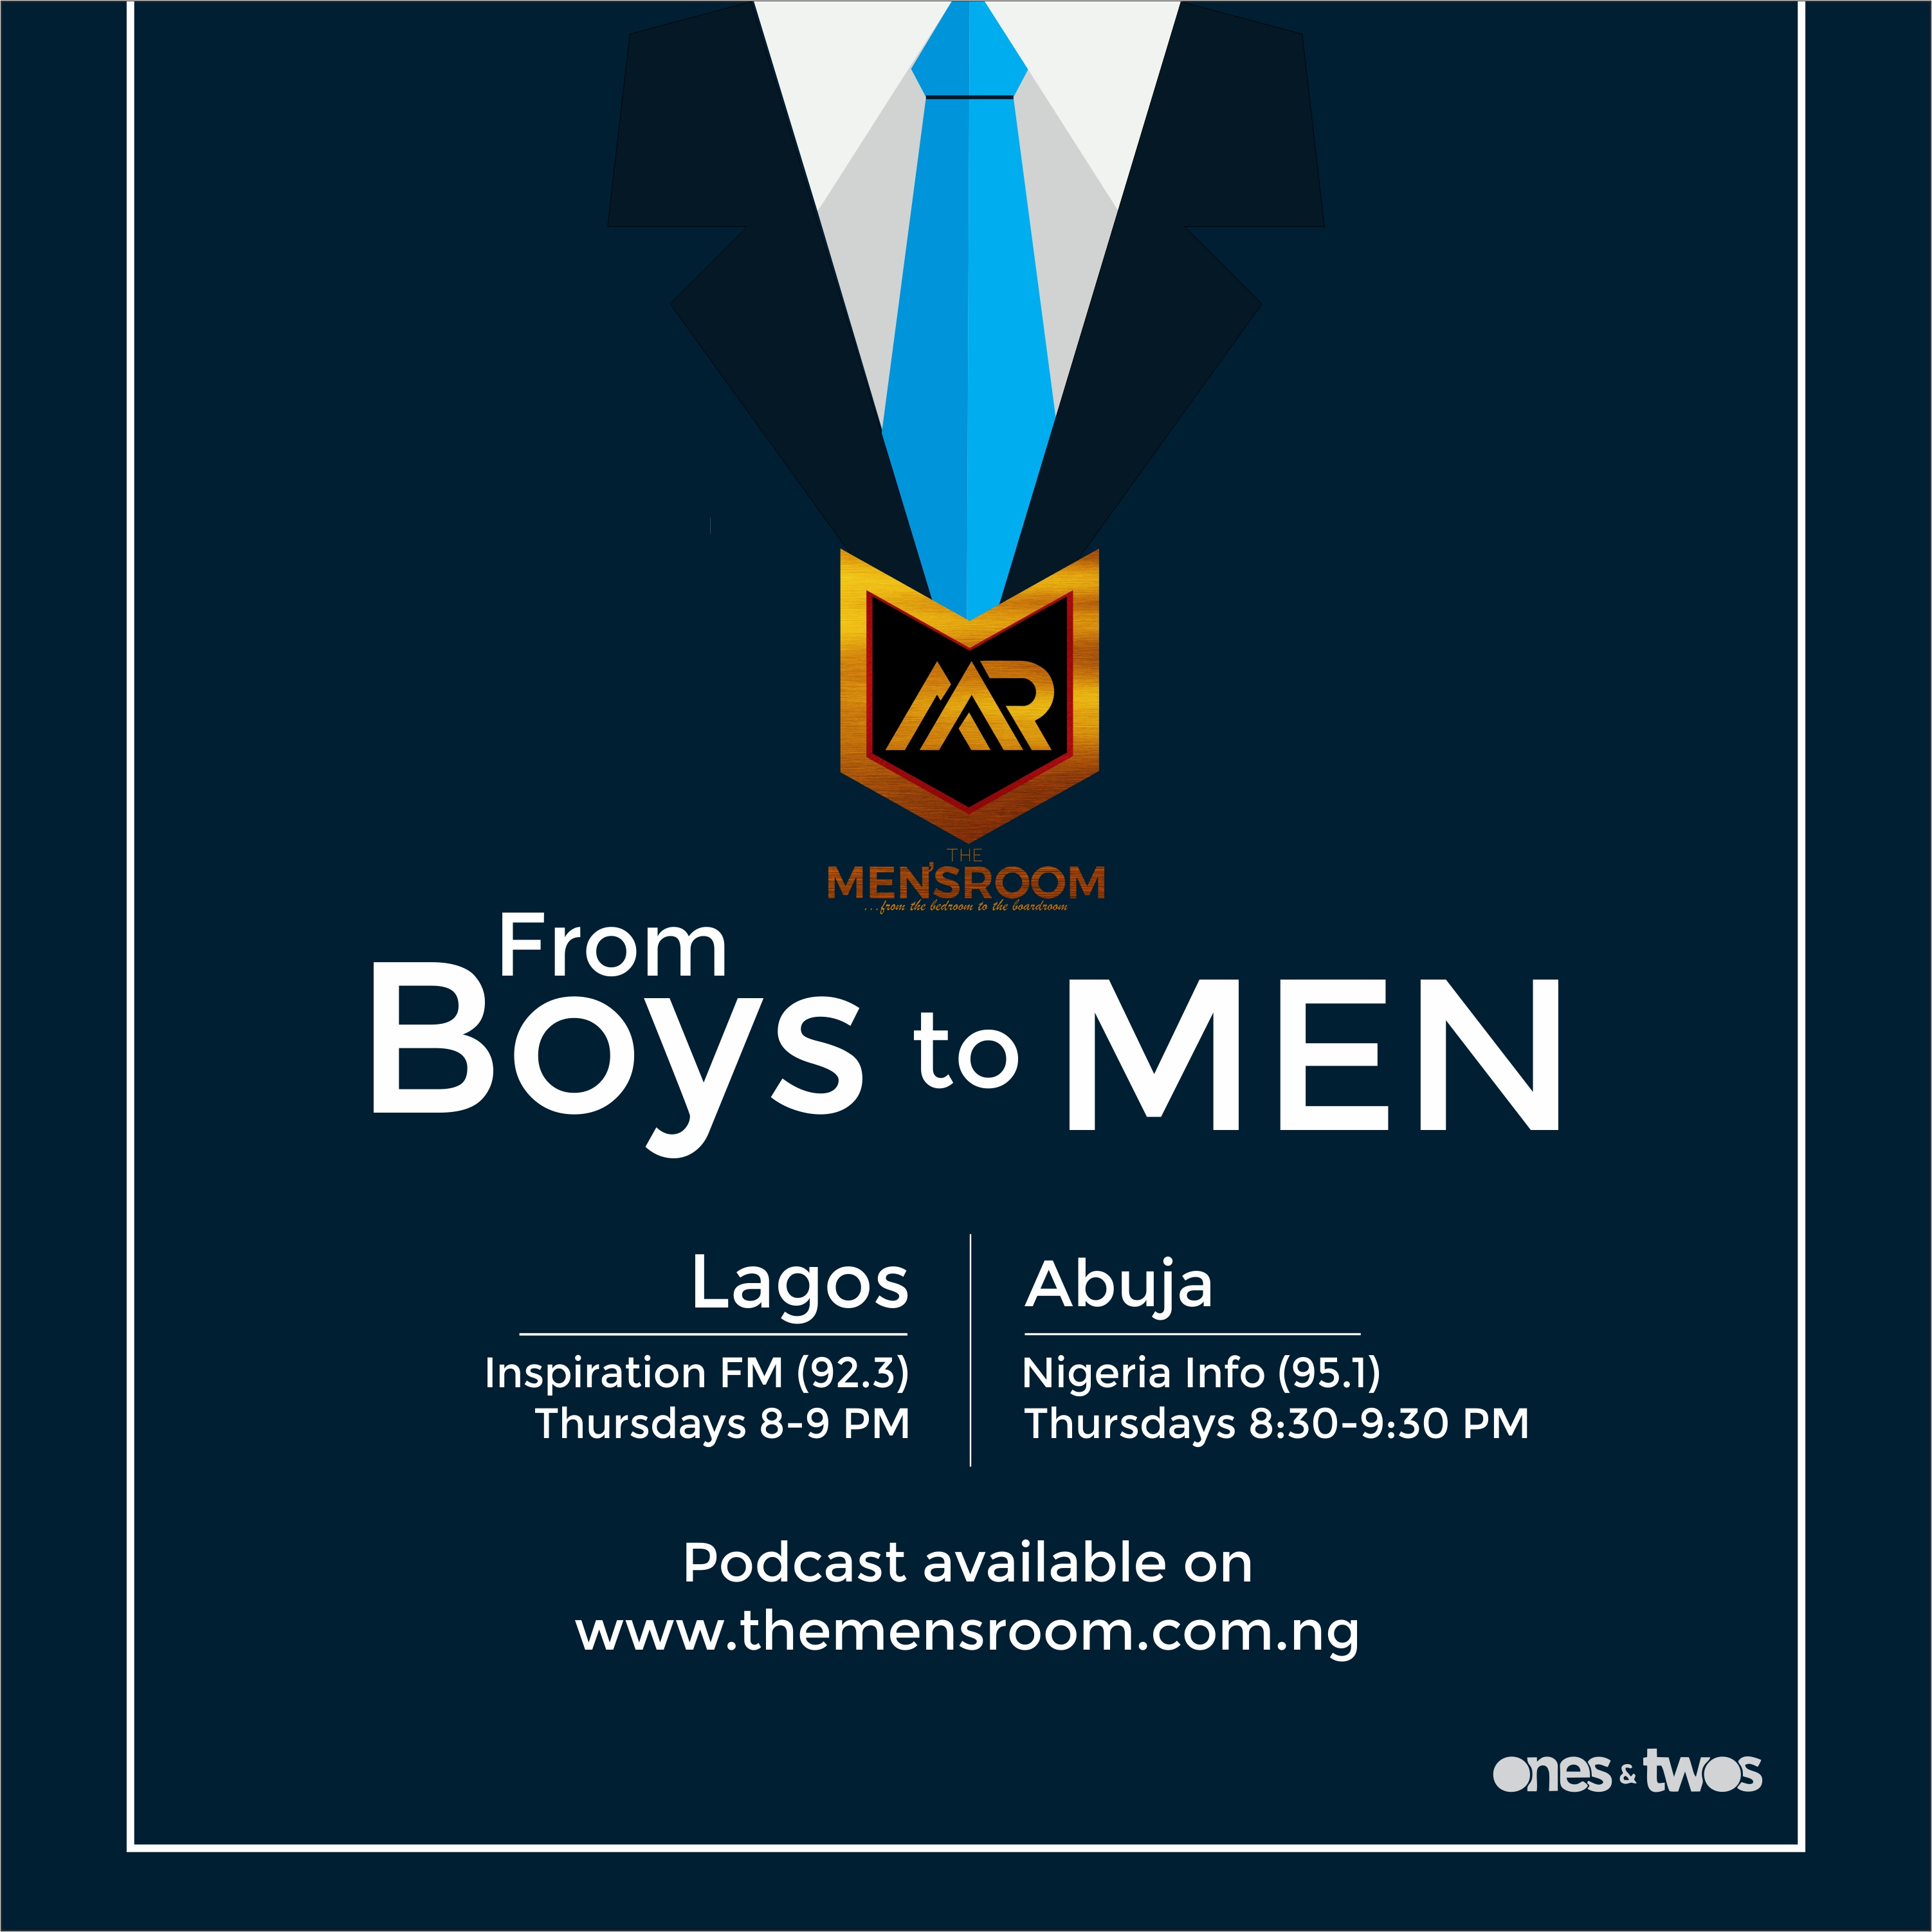 MR
THE
MEN'SROOM
...from the bedroom to the boardroom
From
Boys to MEN
Lagos
Inspiration FM (92.3)
Thursdays 8-9 PM
Abuja
Nigeria Info (95.1)
Thursdays 8:30-9:30 PM
Podcast available on
www.themensroom.com.ng
ones & twos